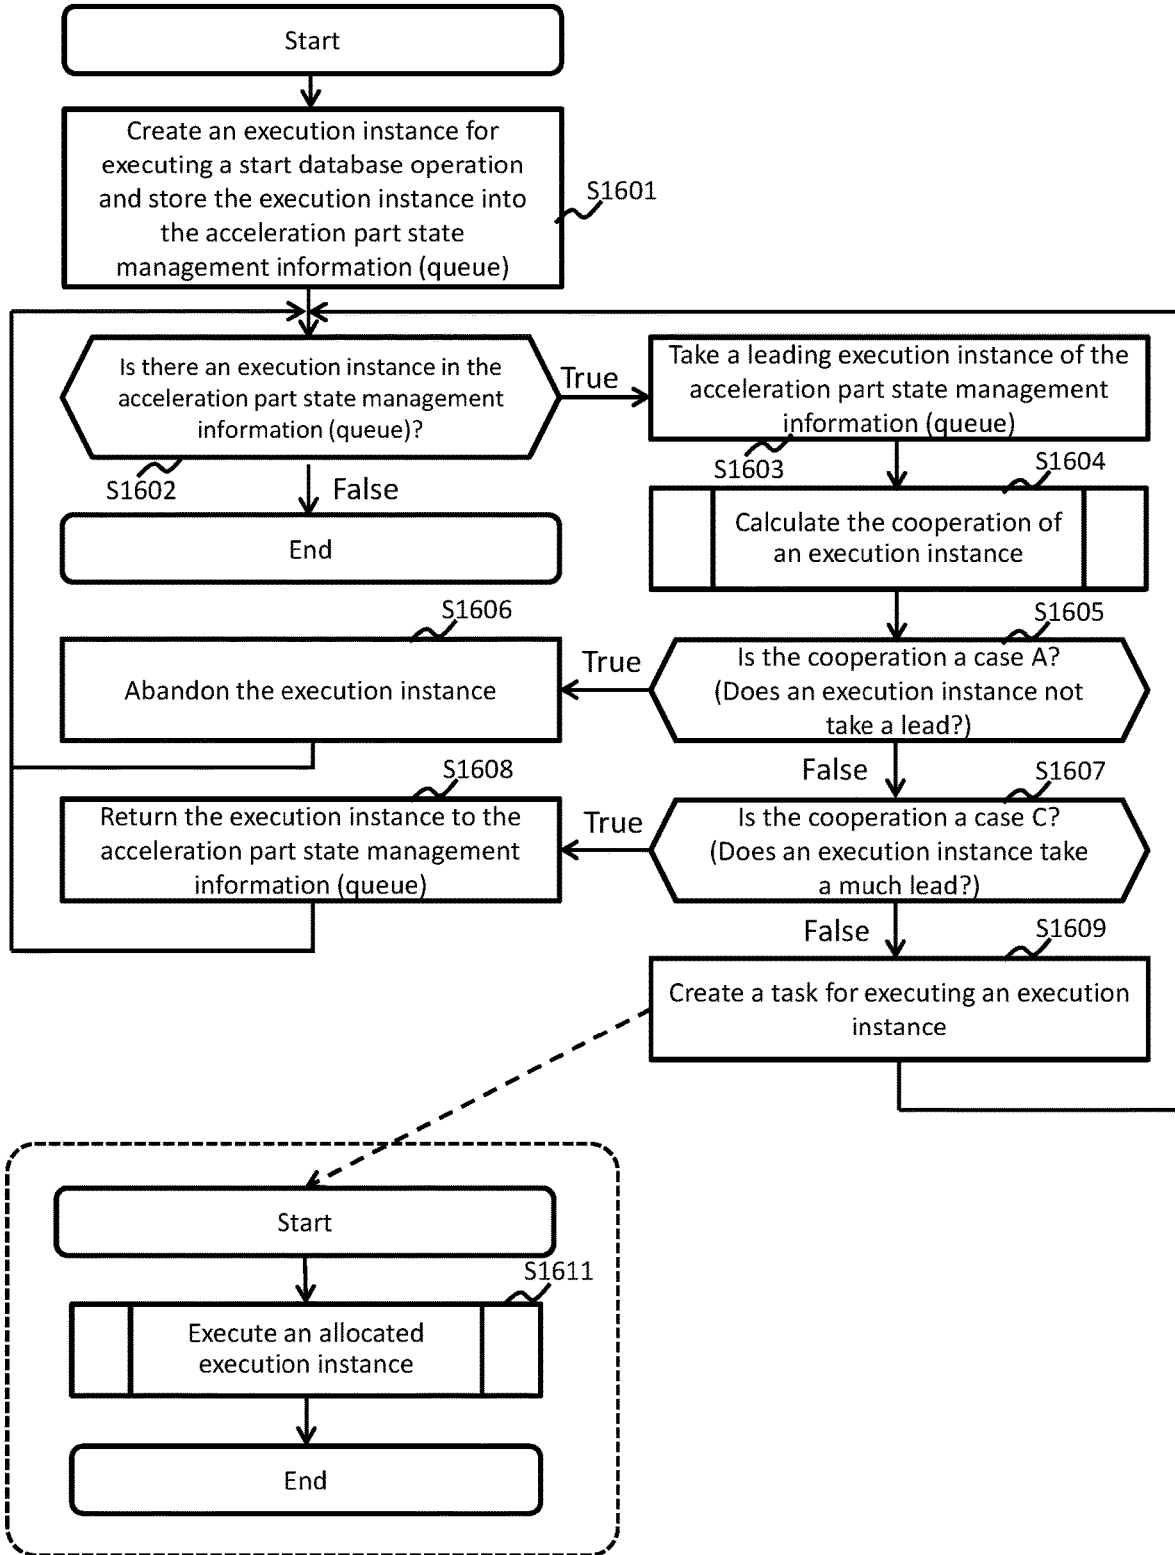 Start
Create an execution instance for
executing a start database operation
and store the execution instance into
the acceleration part state
management information (queue)
S1601
Is there an execution instance in the
acceleration part state management
information (queue)?
S1602
True
False
End
Take a leading execution instance of the
acceleration part state management
information (queue)
S1603
S1604
Calculate the cooperation of
an execution instance
S1605
Is the cooperation a case A?
(Does an execution instance not
take a lead?)
True
S1606
Abandon the execution instance
False
S1607
Is the cooperation a case C?
(Does an execution instance take
a much lead?)
True
S1608
Return the execution instance to the
acceleration part state management
information (queue)
False
S1609
Create a task for executing an execution
instance
Start
S1611
Execute an allocated
execution instance
End